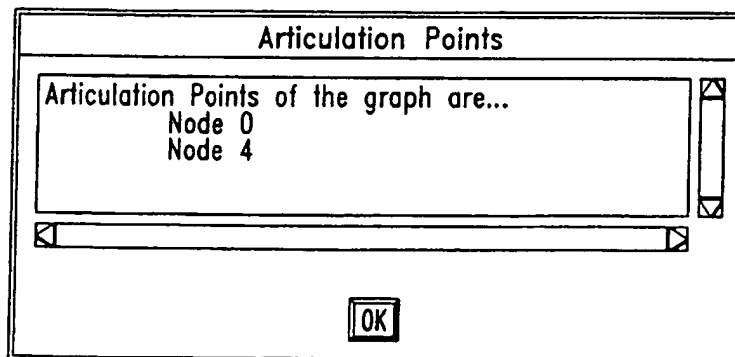 Articulation Points
Articulation Points of the graph are...
Node 0
Node 4
OK